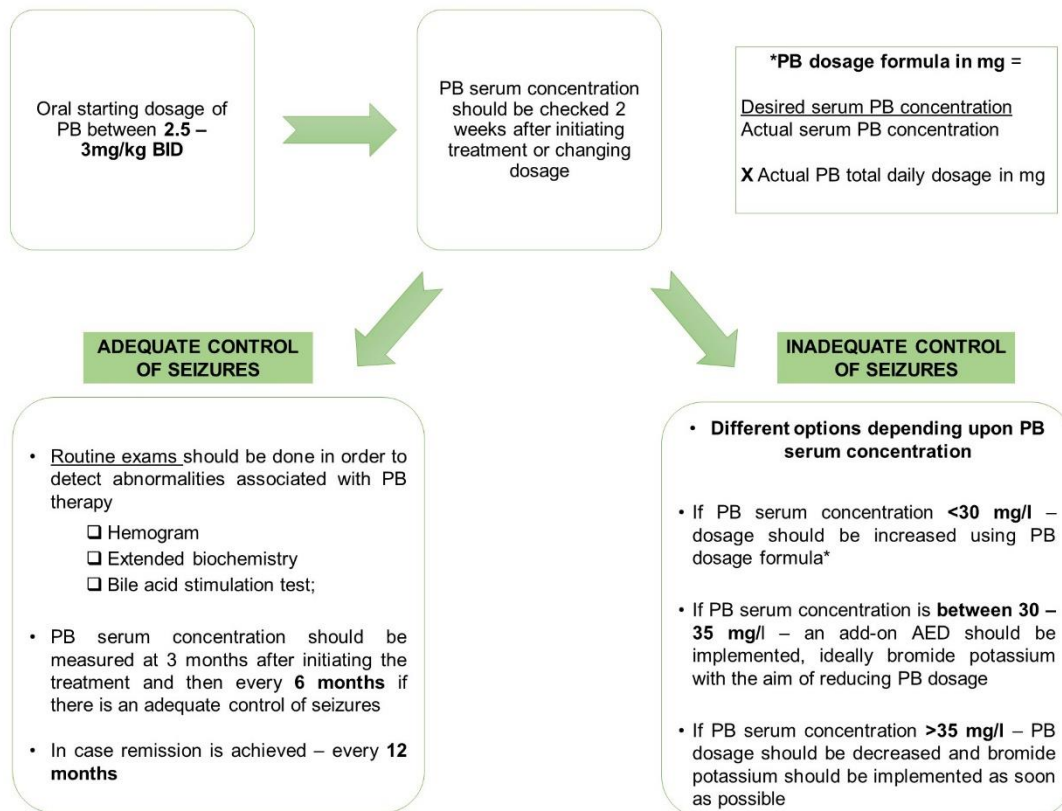 Oral starting dosage of
PB between 2.5 –
3mg/kg BID
PB serum concentration
should be checked 2
weeks after initiating
treatment or changing
dosage
*PB dosage formula in mg =
Desired serum PB concentration
Actual serum PB concentration
X Actual PB total daily dosage in mg
ADEQUATE CONTROL
OF SEIZURES
• Routine exams should be done in order to
detect abnormalities associated with PB
therapy
❑ Hemogram
❑ Extended biochemistry
❑ Bile acid stimulation test;
• PB serum concentration should be
measured at 3 months after initiating the
treatment and then every 6 months if
there is an adequate control of seizures
• In case remission is achieved – every 12
months
INADEQUATE CONTROL
OF SEIZURES
• Different options depending upon PB
serum concentration
• If PB serum concentration <30 mg/l –
dosage should be increased using PB
dosage formula*
• If PB serum concentration is between 30 –
35 mg/l – an add-on AED should be
implemented, ideally bromide potassium
with the aim of reducing PB dosage
• If PB serum concentration >35 mg/l – PB
dosage should be decreased and bromide
potassium should be implemented as soon
as possible